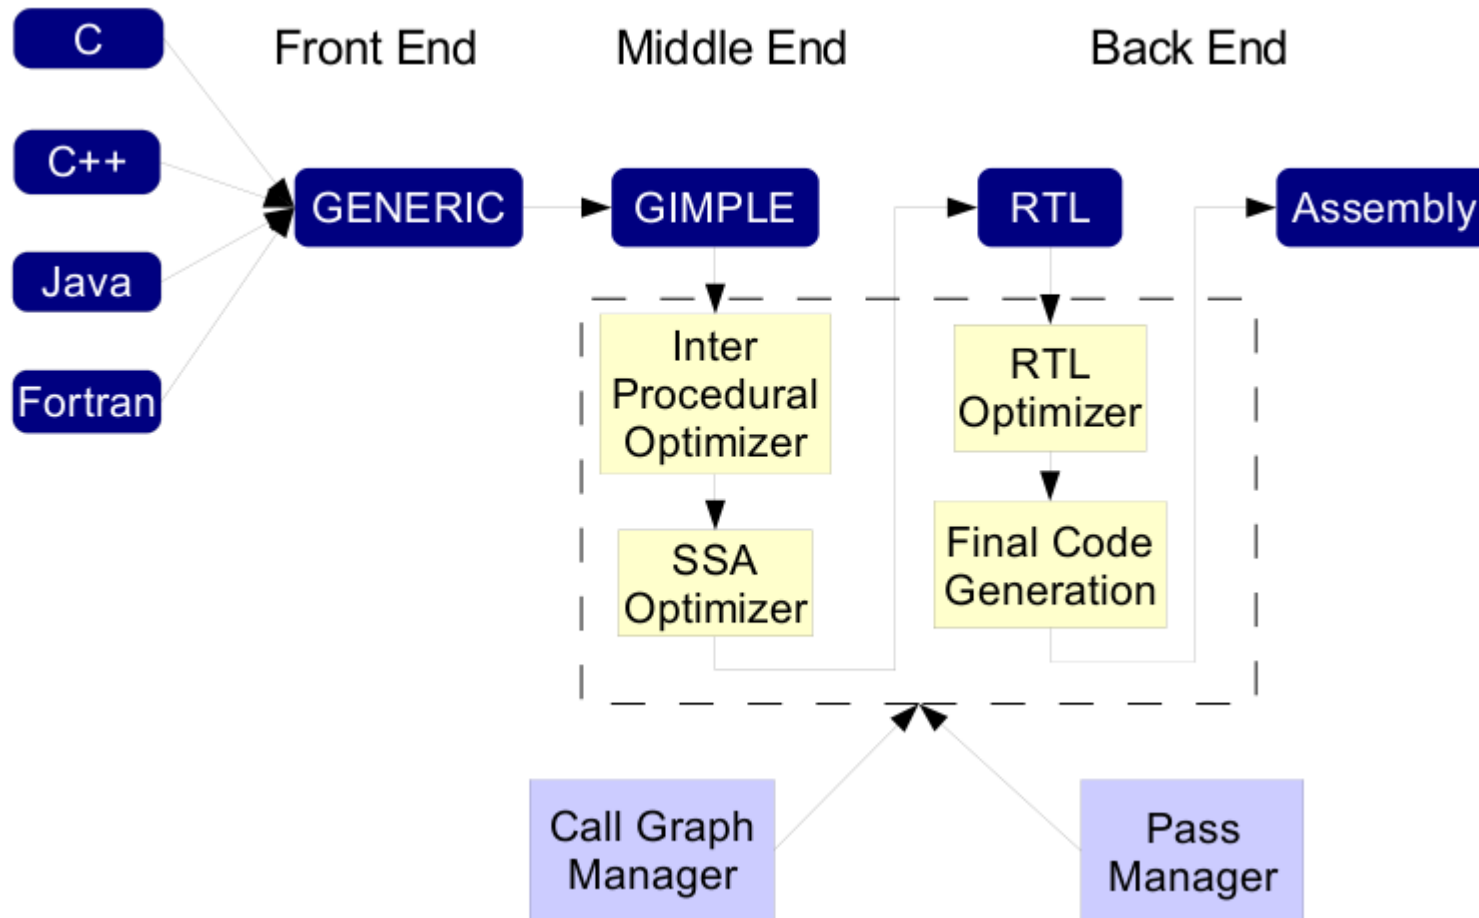 C
Front End
Middle End
Back End
C++
GENERIC
GIMPLE
RTL
Assembly
Java
Fortran
Inter
Procedural
Optimizer
RTL
Optimizer
SSA
Optimizer
Final Code
Generation
Call Graph
Manager
Pass
Manager